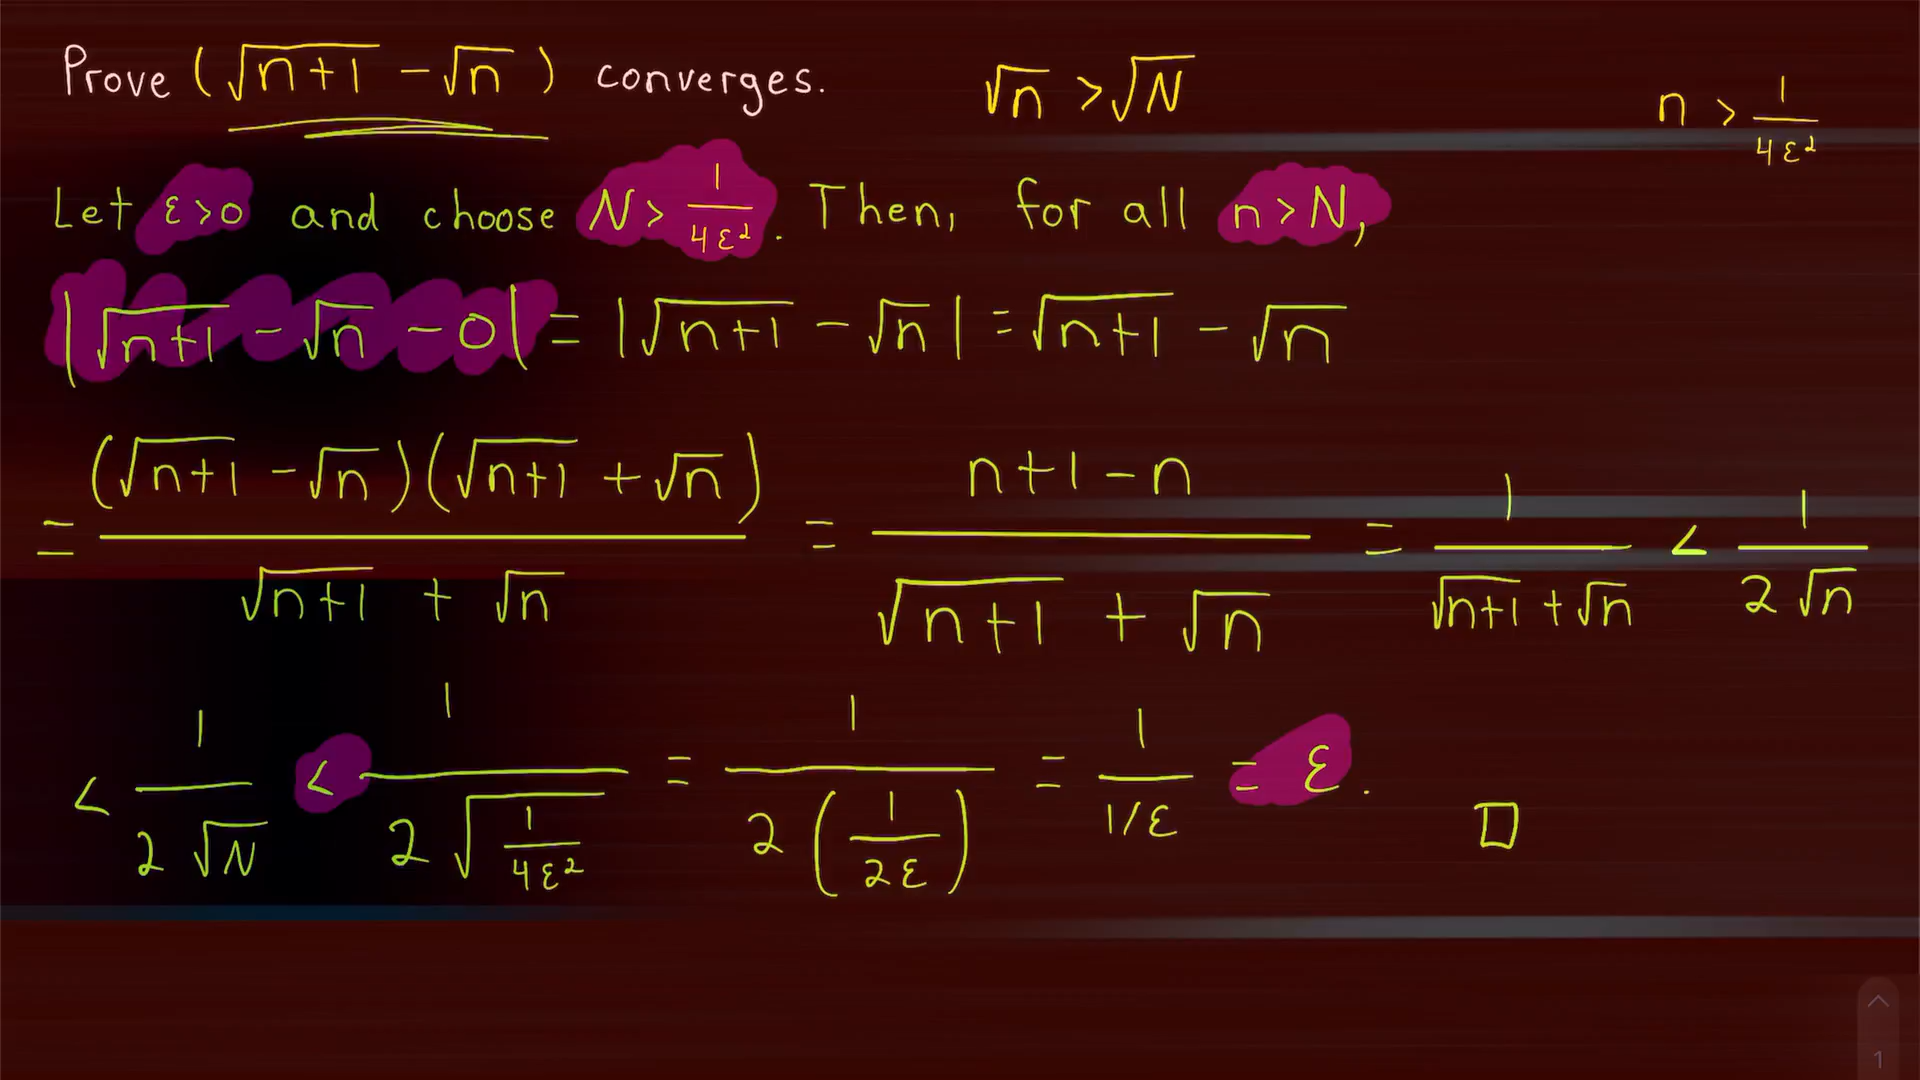 Prove (√n+1 - √n) converges. √n > √N n > 1/4ε²
Let ε>0 and choose N > 1/4ε². Then, for all n > N,
|√n+1 - √n - 0| = |√n+1 - √n| = √n+1 - √n
= (√n+1 - √n)(√n+1 + √n)/√n+1 + √n = n+1-n/√n+1 + √n = 1/√n+1 + √n < 1/2√n
< 1/2√N < 1/2√1/4ε² = 1/2(1/2ε) = 1/1/ε = ε. □
1